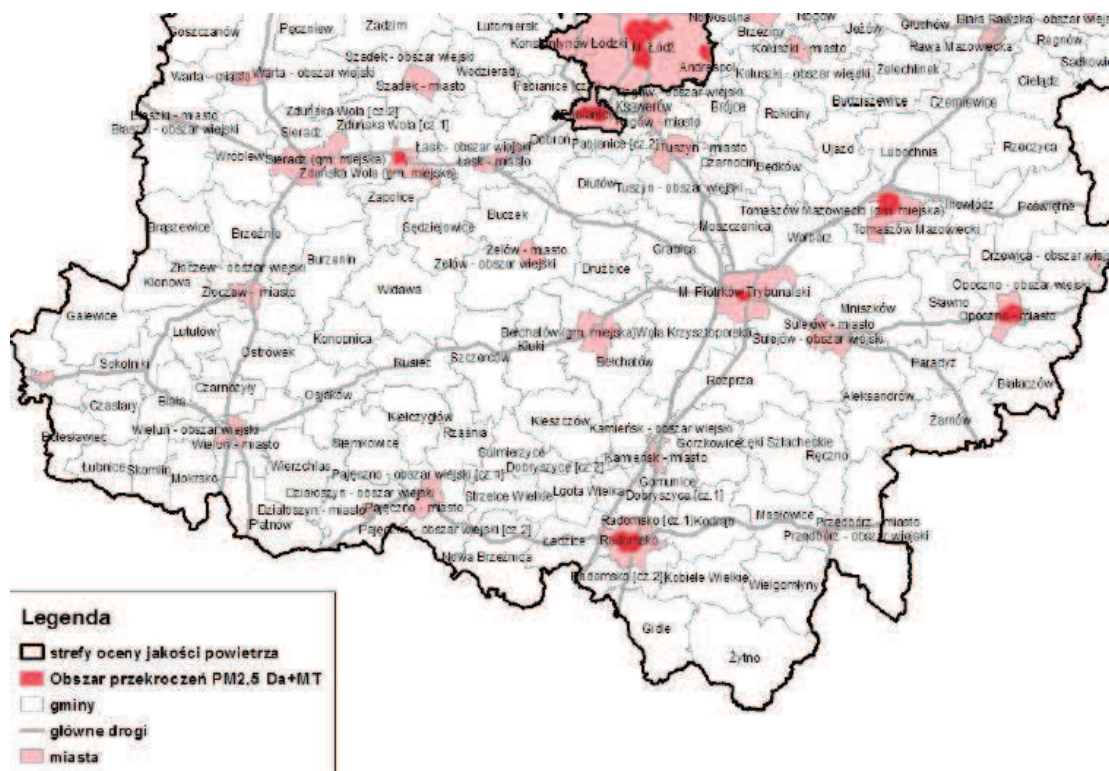 Pęczniew
Zadzim
Lutomiersk
Nowosolna
Rogów
Jeżów
Głuchów
Biała Rawska - obszar wiejski
Goszczanów
Konstantynów Łódzki
M. Łódź
Brzeziny
Koluszki - miasto
Rawa Mazowiecka
Regnów
Sadkowice
Szadek - obszar wiejski
Wodzierady
Andrespol
Żelechlinek
Warta - miasto
Warta - obszar wiejski
Szadek - miasto
Pabianice [cz.
Koluszki - obszar wiejski
Cielądz
Ksawerów
Brójce
Budziszewice
Czerniewice
Zduńska Wola [cz.2]
Zduńska Wola [cz.1]
Rokiciny
Błaszki - miasto
Błaszki - obszar wiejski
Sieradz
Dobroń
Pabianice [cz.2]
Tuszyn - miasto
Ujazd
Lubochnia
Rzeczyca
Wróblew
Sieradz (gm. miejska)
Łask - obszar wiejski
Łask - miasto
Czarnocin
Będków
Zduńska Wola (gm. miejska)
Zapolice
Dłutów
Tuszyn - obszar wiejski
Tomaszów Mazowiecki (gm. miejska)
Inowłódz
Poświętne
Buczek
Moszczenica
Wolbórz
Tomaszów Mazowiecki
Brąszewice
Brzeźnio
Sędziejowice
Grabica
Zelów - miasto
Zelów - obszar wiejski
Drzewica - obszar wiejski
Burzenin
Złoczew - obszar wiejski
Drużbice
Klonowa
Widawa
Opoczno - obszar wiejski
Złoczew - miasto
M. Piotrków Trybunalski
Mniszków
Sławno
Galewice
Opoczno - miasto
Lututów
Konopnica
Bełchatów (gm. miejska)
Wola Krzysztoporska
Sulejów - miasto
Sulejów - obszar wiejski
Kluki
Ostrówek
Szczerców
Rusiec
Bełchatów
Sokolniki
Paradyż
Czarnożyły
Osjaków
Rozprza
Białaczów
Biała
Aleksandrów
Czastary
Kiełczygłów
Kleszczów
Żarnów
Wieluń - obszar wiejski
Rząśnia
Kamieńsk - obszar wiejski
Bolesławiec
Wieluń - miasto
Siemkowice
Gorzkowice
Łęki Szlacheckie
Sulmierzyce
Ręczno
Łubnice
Skomlin
Wierzchlas
Pajęczno - obszar wiejski [cz.1]
Dobryszyce [cz.2]
Kamieńsk - miasto
Mokrsko
Gomunice
Działoszyn - obszar wiejski
Strzelce Wielkie
Lgota Wielka
Dobryszyce [cz.1]
Działoszyn - miasto
Pajęczno - miasto
Masłowice
Pątnów
Radomsko [cz.1]
Kodrąb
Przedbórz - miasto
Pajęczno - obszar wiejski [cz.2]
Ładzice
Radomsko
Przedbórz - obszar wiejski
Nowa Brzeźnica
Radomsko [cz.2]
Kobiele Wielkie
Wielgomłyny
Gidle
Żytno
Legenda
strefy oceny jakości powietrza
Obszar przekroczeń PM2,5 Da+MT
gminy
główne drogi
miasta